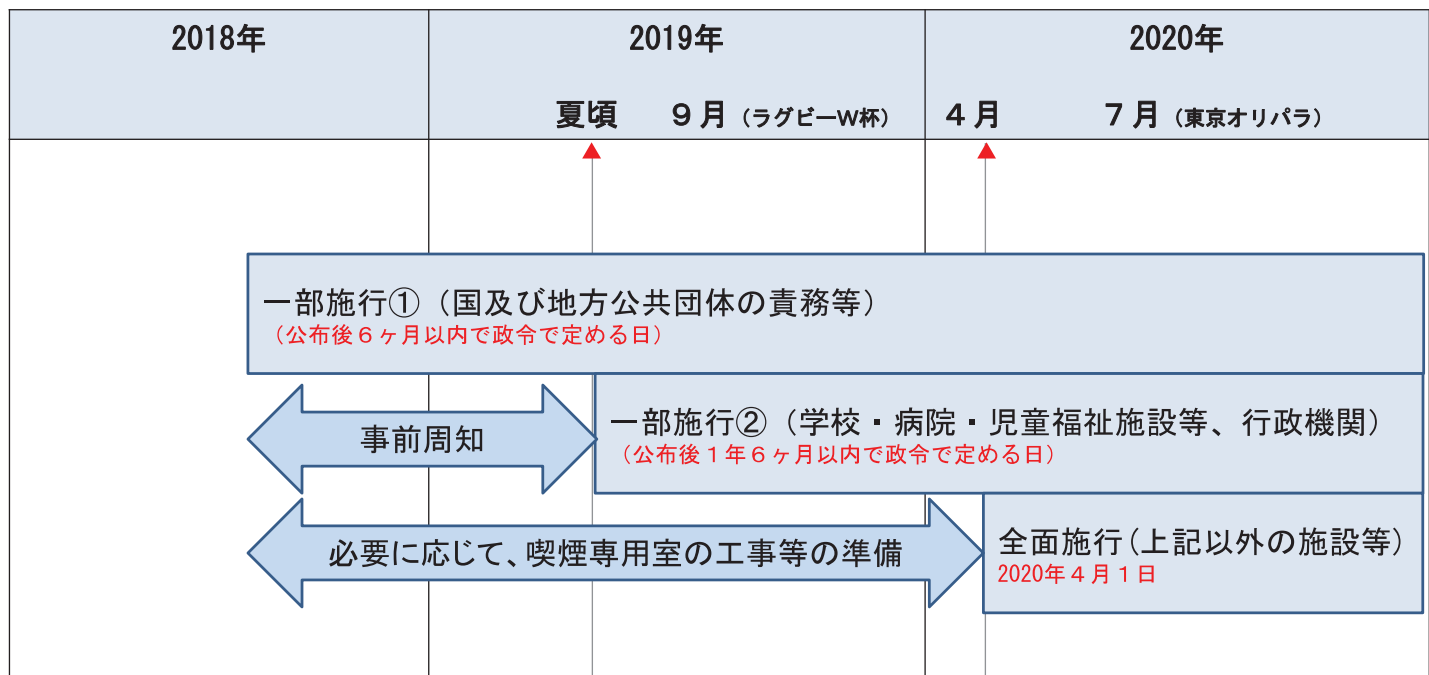 2018年
2019年
2020年
夏頃 9月（ラグビーW杯）
4月 7月（東京オリパラ）
一部施行①（国及び地方公共団体の責務等）
（公布後６ヶ月以内で政令で定める日）
事前周知
一部施行②（学校・病院・児童福祉施設等、行政機関）
（公布後１年６ヶ月以内で政令で定める日）
必要に応じて、喫煙専用室の工事等の準備
全面施行（上記以外の施設等）
2020年４月１日